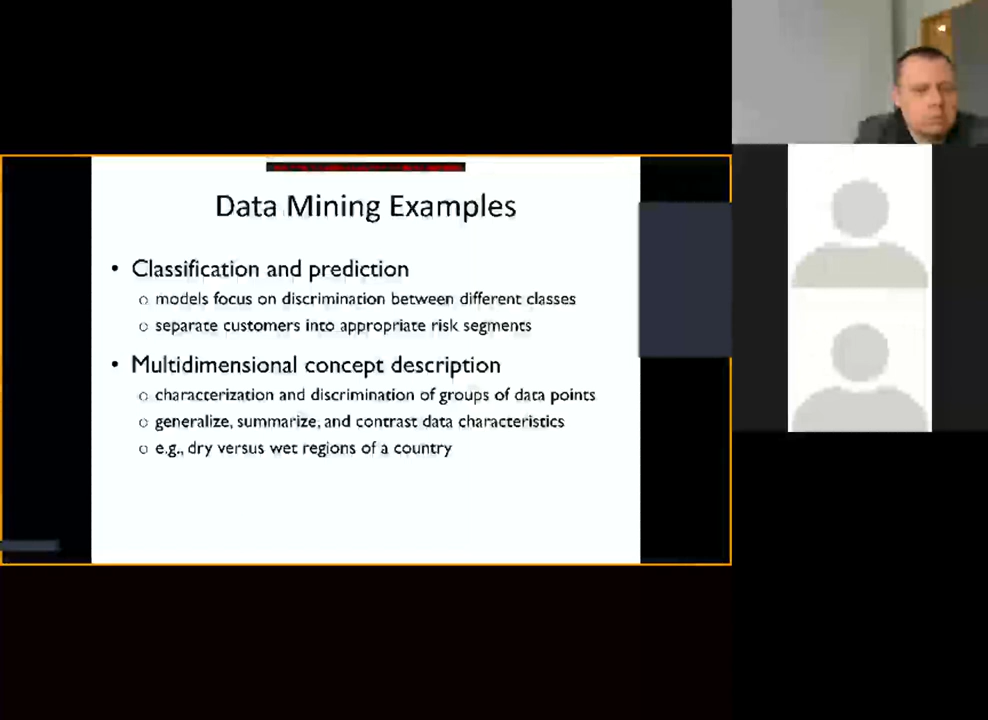 Data Mining Examples
• Classification and prediction
○ models focus on discrimination between different classes
○ separate customers into appropriate risk segments
• Multidimensional concept description
○ characterization and discrimination of groups of data points
○ generalize, summarize, and contrast data characteristics
○ e.g., dry versus wet regions of a country